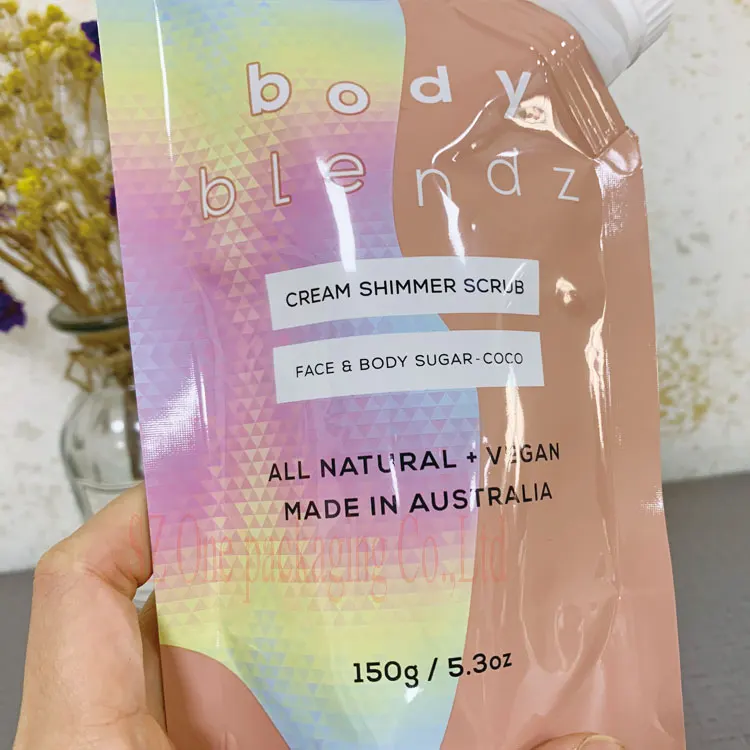 body
blendz
CREAM SHIMMER SCRUB
FACE & BODY SUGAR-COCO
ALL NATURAL + VEGAN
MADE IN AUSTRALIA
SZ One packaging Co.,Ltd
150g / 5.3oz